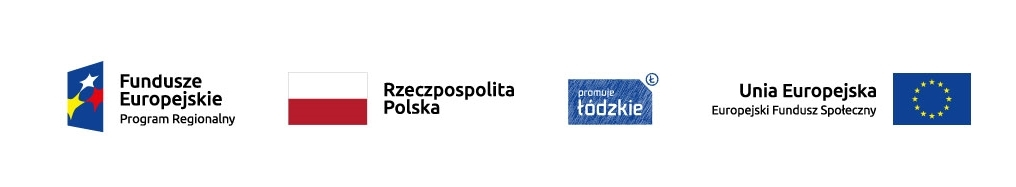 Fundusze
Europejskie
Program Regionalny
Rzeczpospolita
Polska
promuje
łódzkie
Ł
Unia Europejska
Europejski Fundusz Społeczny